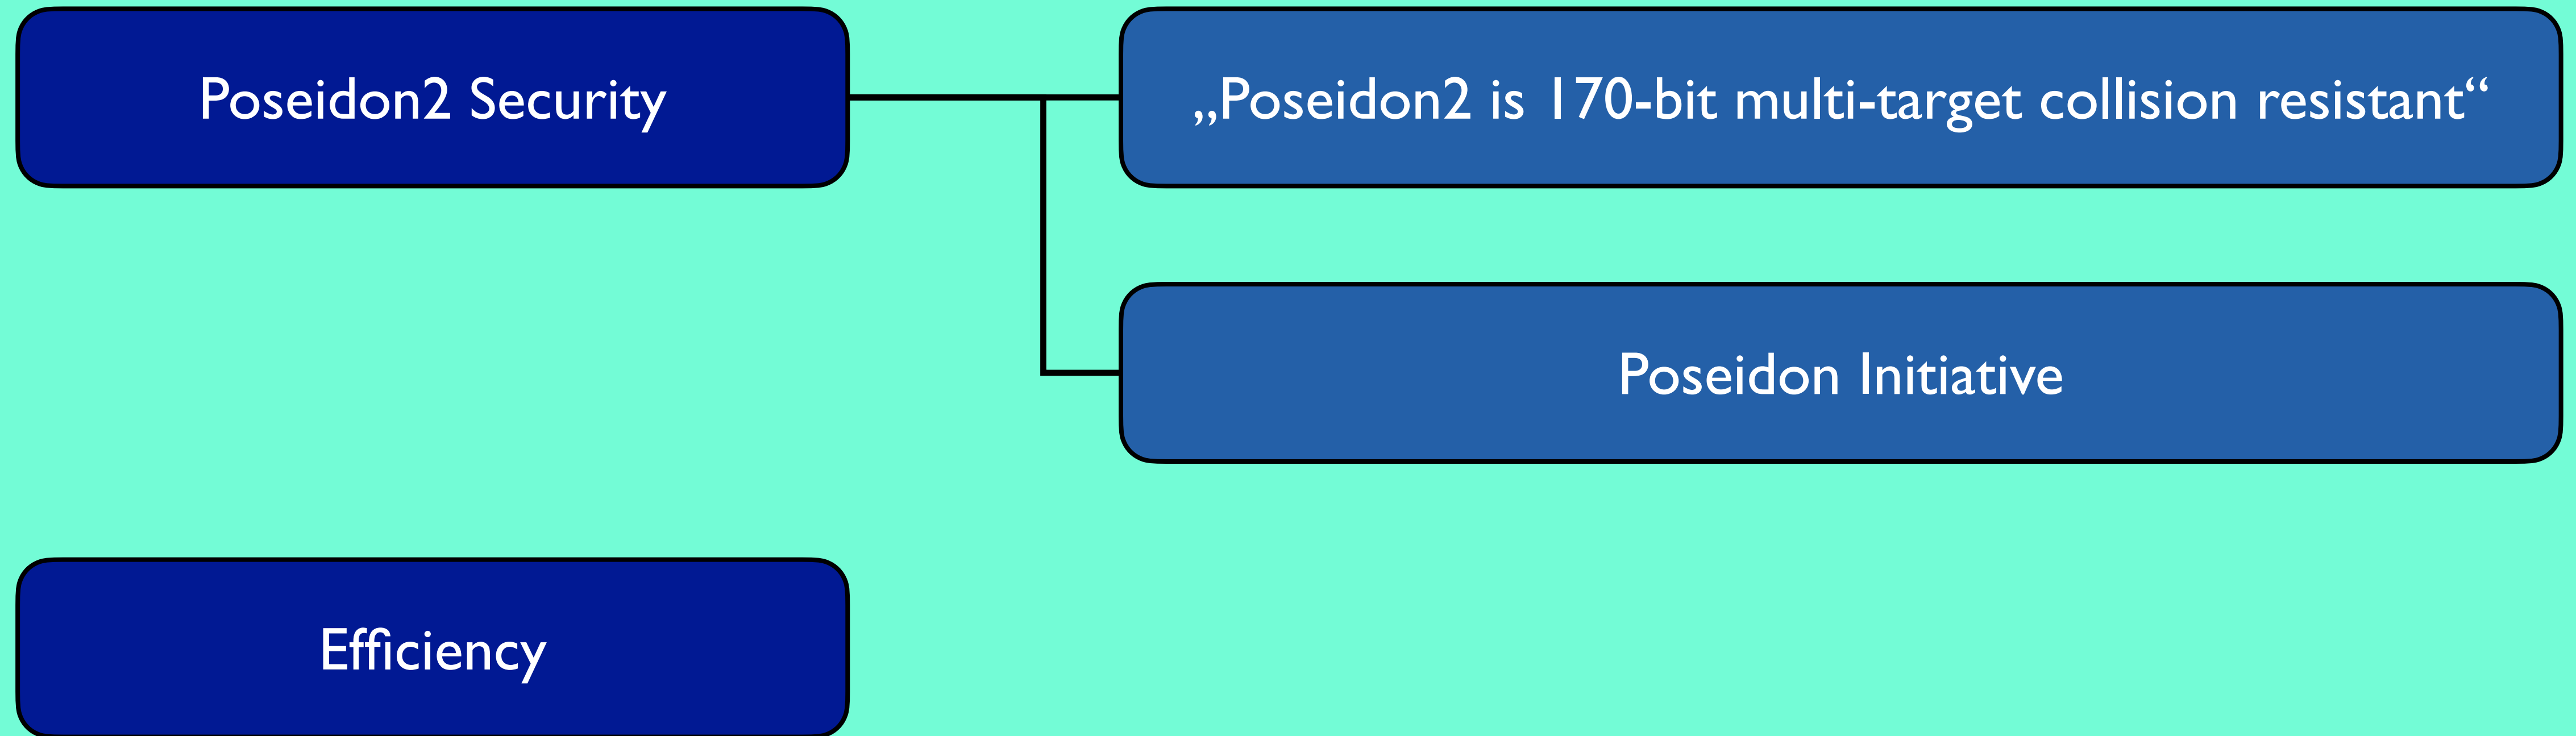 Poseidon2 Security
„Poseidon2 is 170-bit multi-target collision resistant“
Poseidon Initiative
Efficiency